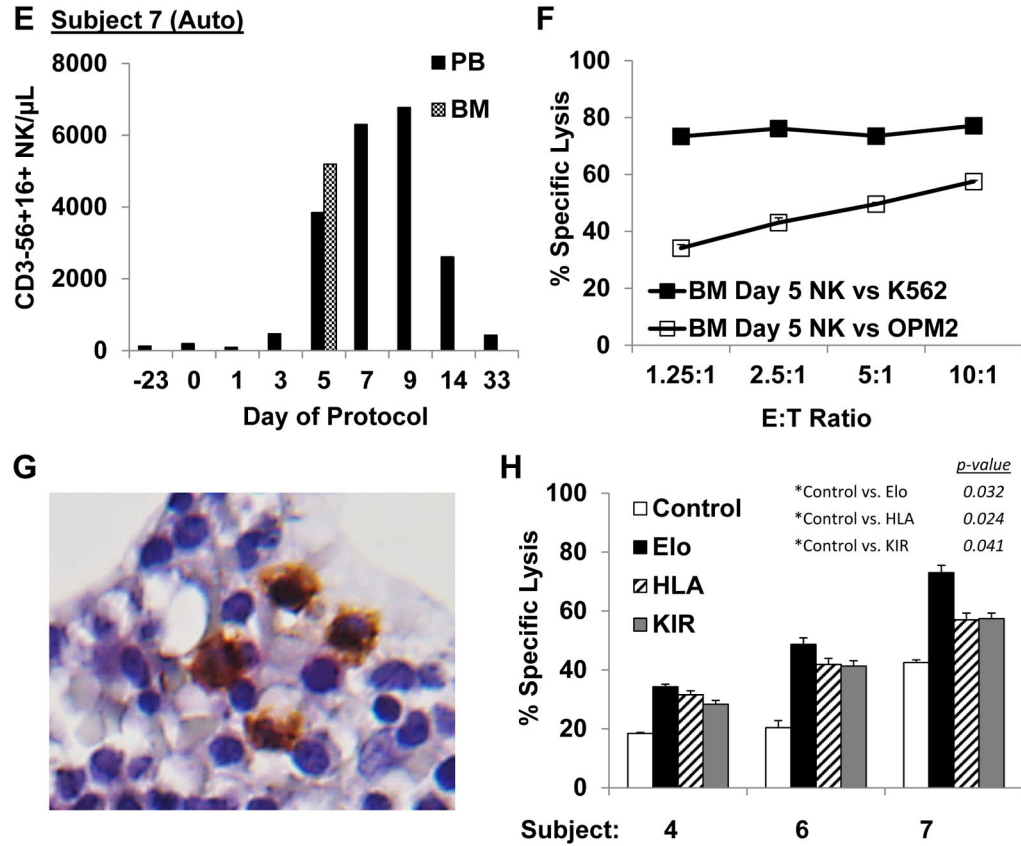 E Subject 7 (Auto)
CD3-56+16+ NK/µL
8000
6000
4000
2000
0
PB
BM
-23 0 1 3 5 7 9 14 33
Day of Protocol
F
% Specific Lysis
100
80
60
40
20
0
BM Day 5 NK vs K562
BM Day 5 NK vs OPM2
1.25:1 2.5:1 5:1 10:1
E:T Ratio
G
H
% Specific Lysis
100
80
60
40
20
0
Control
Elo
HLA
KIR
p-value
*Control vs. Elo 0.032
*Control vs. HLA 0.024
*Control vs. KIR 0.041
Subject: 4 6 7